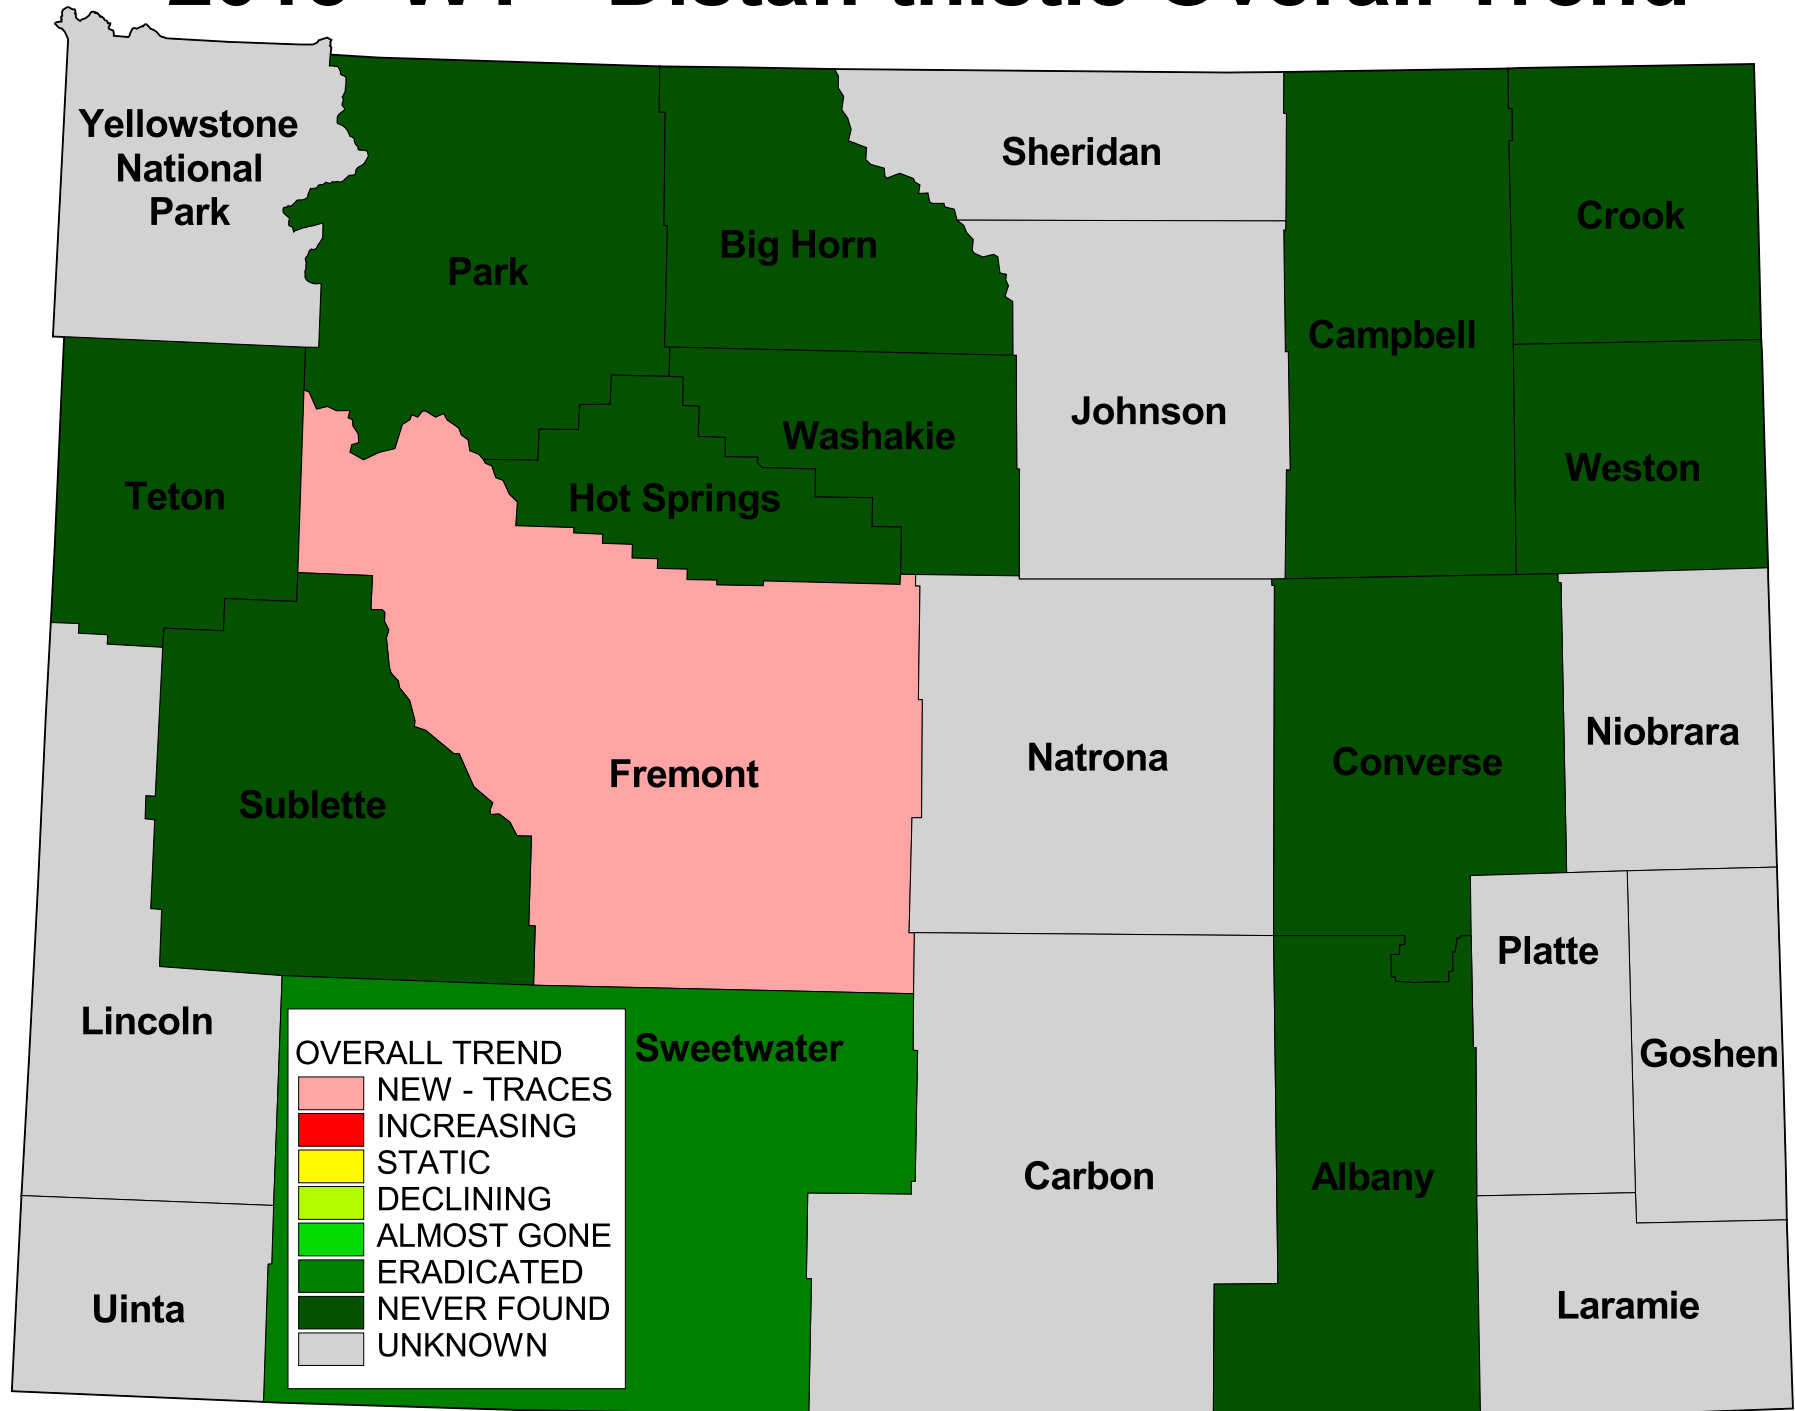 Overall Trend
Yellowstone
National
Park
Sheridan
Crook
Big Horn
Park
Campbell
Johnson
Washakie
Weston
Teton
Hot Springs
Niobrara
Natrona
Converse
Fremont
Sublette
Platte
Lincoln
Sweetwater
Goshen
OVERALL TREND
NEW - TRACES
INCREASING
STATIC
DECLINING
ALMOST GONE
ERADICATED
NEVER FOUND
UNKNOWN
Carbon
Albany
Uinta
Laramie